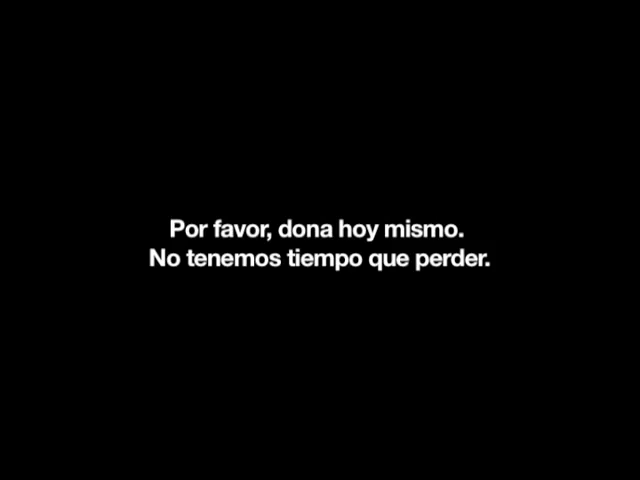 Por favor, dona hoy mismo.
No tenemos tiempo que perder.